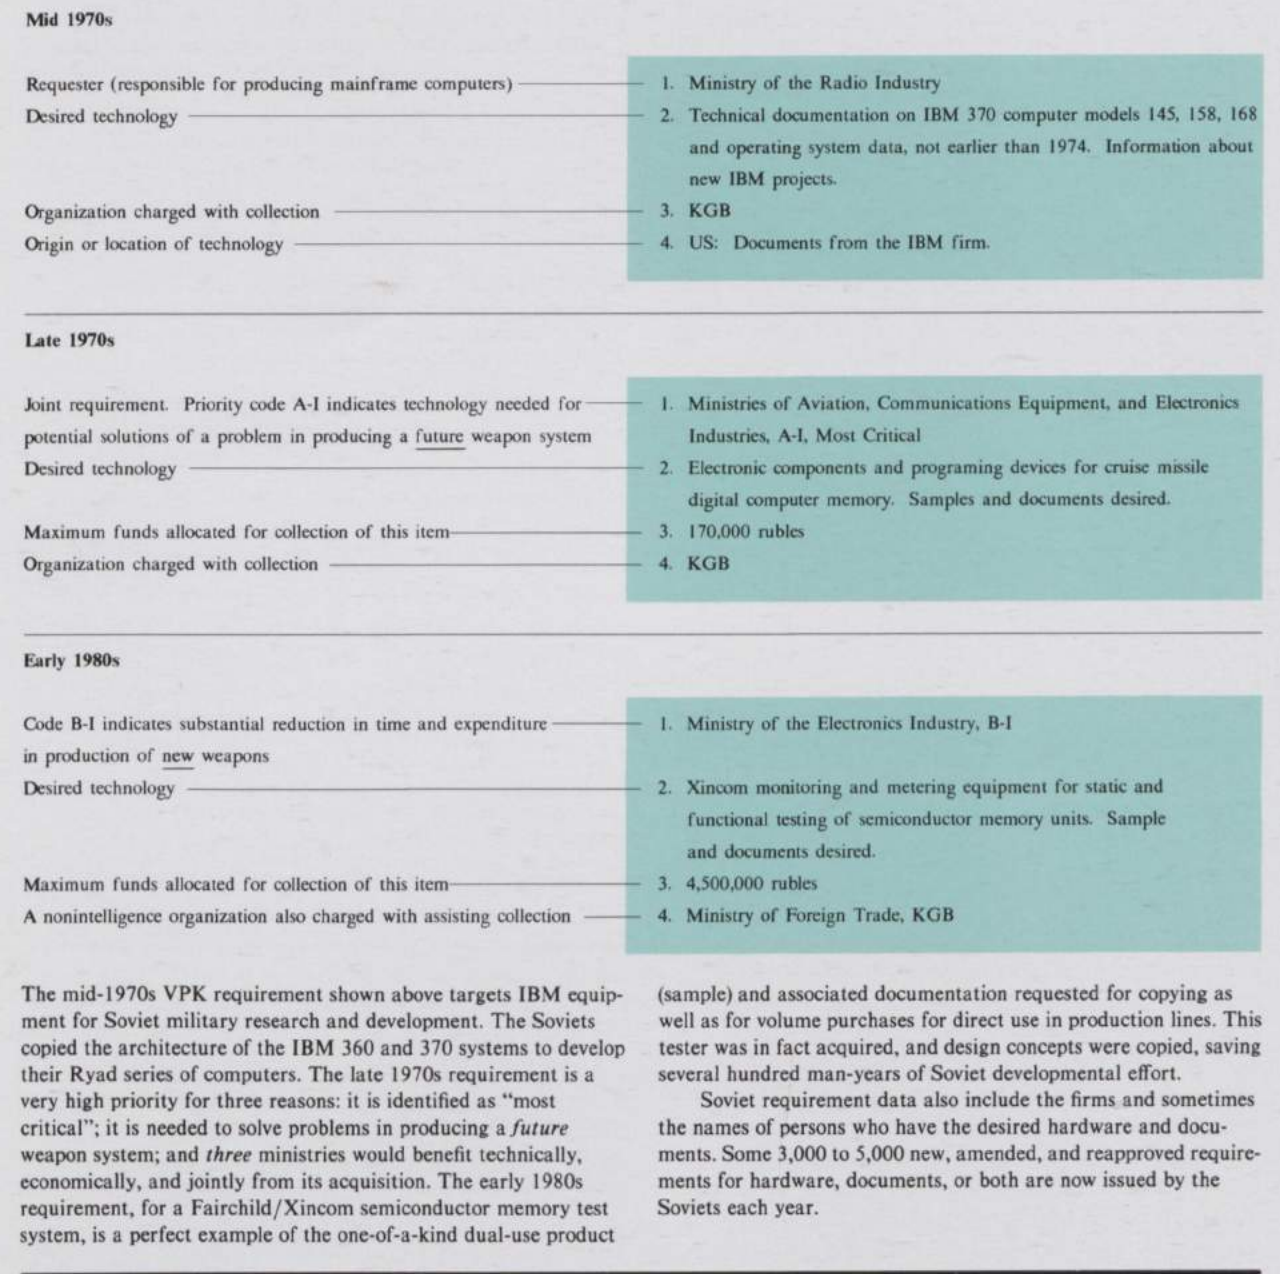 Mid 1970s
Requester (responsible for producing mainframe computers)
1. Ministry of the Radio Industry
Desired technology
2. Technical documentation on IBM 370 computer models 145, 158, 168
and operating system data, not earlier than 1974. Information about
new IBM projects.
Organization charged with collection
3. KGB
Origin or location of technology
4. US: Documents from the IBM firm.
Late 1970s
Joint requirement. Priority code A-I indicates technology needed for
potential solutions of a problem in producing a future weapon system
1. Ministries of Aviation, Communications Equipment, and Electronics
Industries, A-I, Most Critical
Desired technology
2. Electronic components and programing devices for cruise missile
digital computer memory. Samples and documents desired.
Maximum funds allocated for collection of this item
3. 170,000 rubles
Organization charged with collection
4. KGB
Early 1980s
Code B-I indicates substantial reduction in time and expenditure
in production of new weapons
1. Ministry of the Electronics Industry, B-I
Desired technology
2. Xincom monitoring and metering equipment for static and
functional testing of semiconductor memory units. Sample
and documents desired.
Maximum funds allocated for collection of this item
3. 4,500,000 rubles
A nonintelligence organization also charged with assisting collection
4. Ministry of Foreign Trade, KGB
The mid-1970s VPK requirement shown above targets IBM equip-
ment for Soviet military research and development. The Soviets
copied the architecture of the IBM 360 and 370 systems to develop
their Ryad series of computers. The late 1970s requirement is a
very high priority for three reasons: it is identified as “most
critical”; it is needed to solve problems in producing a future
weapon system; and three ministries would benefit technically,
economically, and jointly from its acquisition. The early 1980s
requirement, for a Fairchild/Xincom semiconductor memory test
system, is a perfect example of the one-of-a-kind dual-use product
(sample) and associated documentation requested for copying as
well as for volume purchases for direct use in production lines. This
tester was in fact acquired, and design concepts were copied, saving
several hundred man-years of Soviet developmental effort.
Soviet requirement data also include the firms and sometimes
the names of persons who have the desired hardware and docu-
ments. Some 3,000 to 5,000 new, amended, and reapproved require-
ments for hardware, documents, or both are now issued by the
Soviets each year.